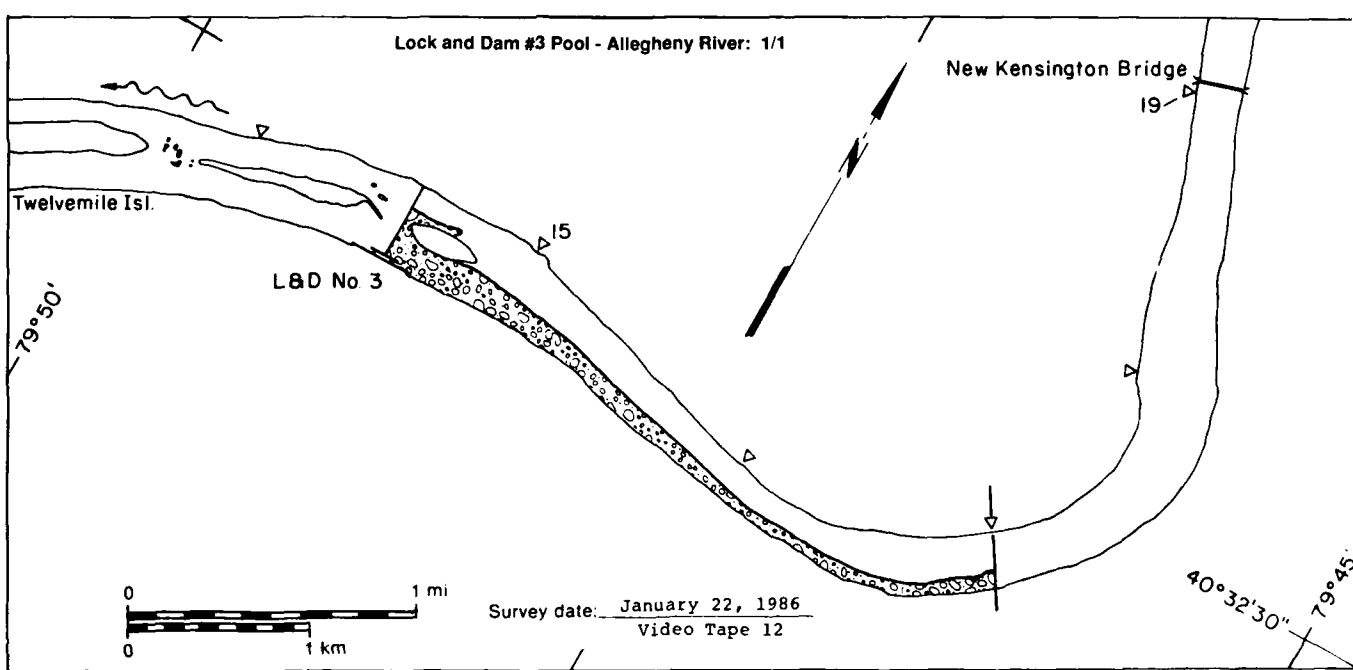 Lock and Dam #3 Pool - Allegheny River: 1/1
New Kensington Bridge
19
N
Twelvemile Isl.
15
L&D No. 3
79°50'
0 1 mi
0 1 km
Survey date: January 22, 1986
Video Tape 12
40°32'30"
79°45'